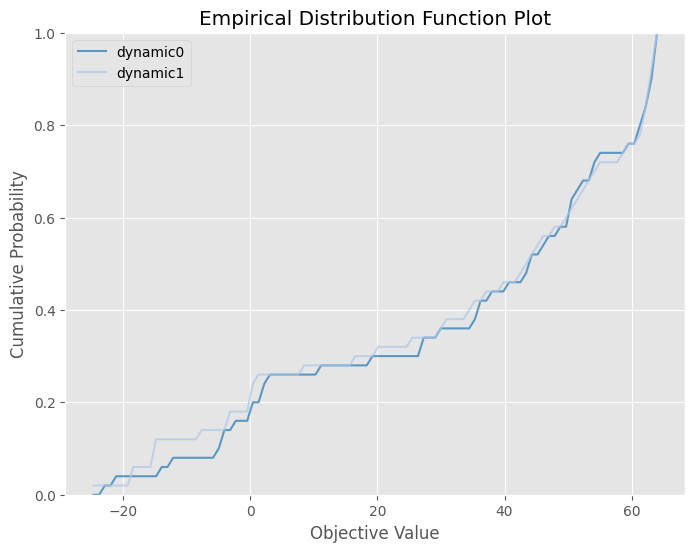 Empirical Distribution Function Plot
dynamic0
dynamic1
1.0
0.8
0.6
0.4
0.2
0.0
Cumulative Probability
−20
0
20
40
60
Objective Value